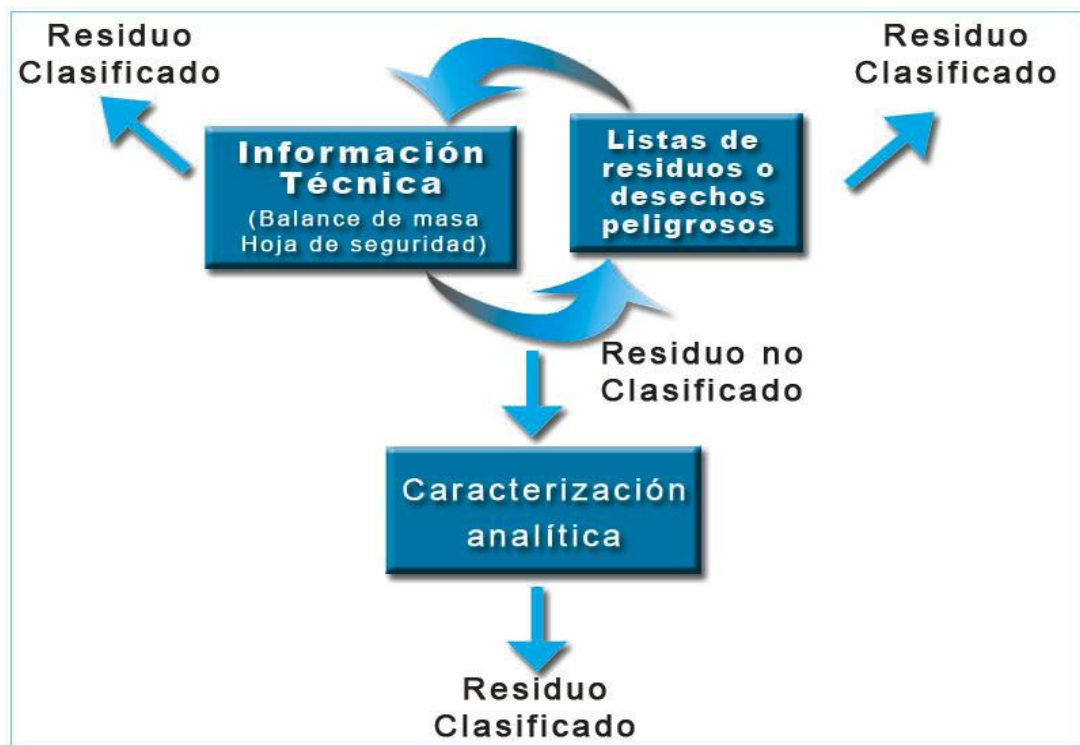 Residuo
Clasificado
Residuo
Clasificado
Información
Técnica
(Balance de masa
Hoja de seguridad)
Listas de
residuos o
desechos
peligrosos
Residuo no
Clasificado
Caracterización
analítica
Residuo
Clasificado